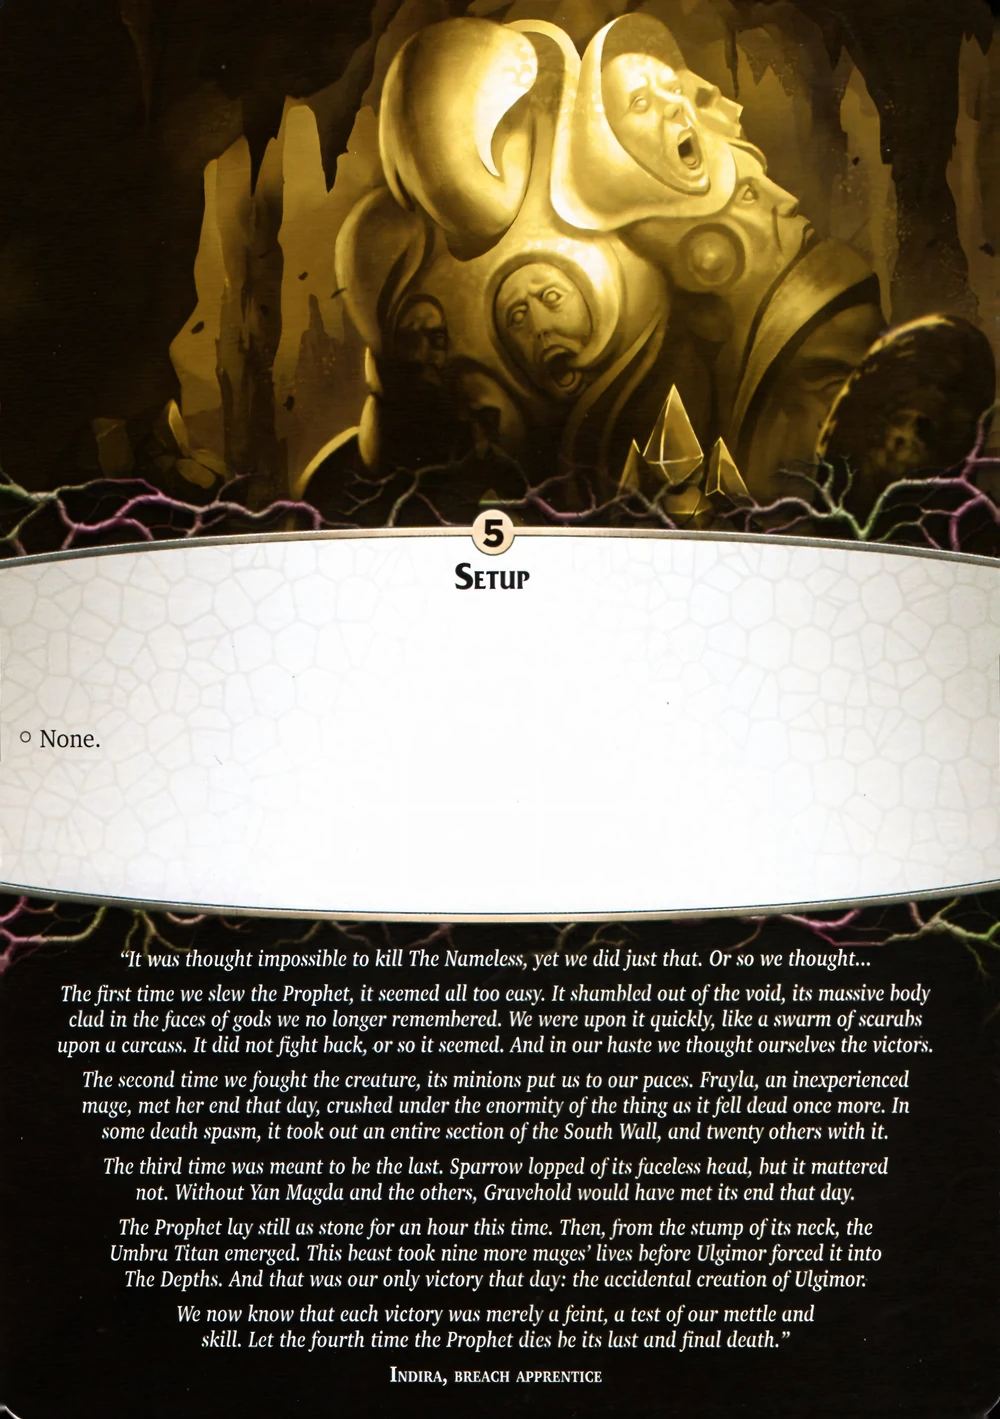 5
Setup
○ None.
“It was thought impossible to kill The Nameless, yet we did just that. Or so we thought...
The first time we slew the Prophet, it seemed all too easy. It shambled out of the void, its massive body
clad in the faces of gods we no longer remembered. We were upon it quickly, like a swarm of scarabs
upon a carcass. It did not fight back, or so it seemed. And in our haste we thought ourselves the victors.
The second time we fought the creature, its minions put us to our paces. Frayla, an inexperienced
mage, met her end that day, crushed under the enormity of the thing as it fell dead once more. In
some death spasm, it took out an entire section of the South Wall, and twenty others with it.
The third time was meant to be the last. Sparrow lopped of its faceless head, but it mattered
not. Without Yan Magda and the others, Gravehold would have met its end that day.
The Prophet lay still as stone for an hour this time. Then, from the stump of its neck, the
Umbra Titan emerged. This beast took nine more mages’ lives before Ulgimor forced it into
The Depths. And that was our only victory that day: the accidental creation of Ulgimor.
We now know that each victory was merely a feint, a test of our mettle and
skill. Let the fourth time the Prophet dies be its last and final death.”
Indira, breach apprentice